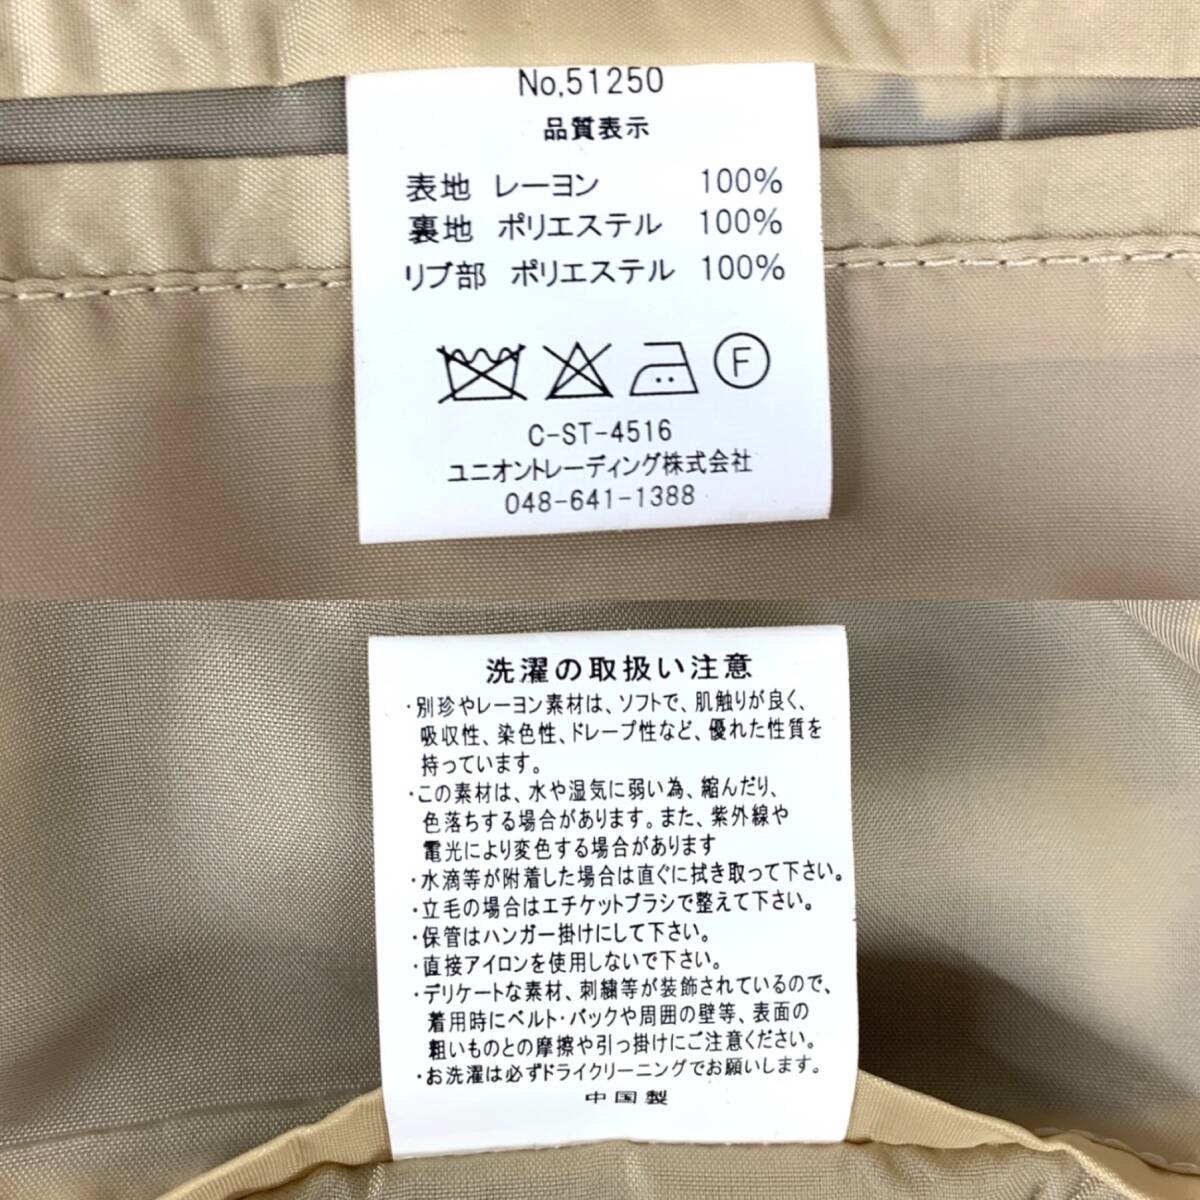 No,51250
品質表示
表地 レーヨン 100%
裏地 ポリエステル 100%
リブ部 ポリエステル 100%
F
C-ST-4516
ユニオントレーディング株式会社
048-641-1388
洗濯の取扱い注意
・別珍やレーヨン素材は、ソフトで、肌触りが良く、
吸収性、染色性、ドレープ性など、優れた性質を
持っています。
・この素材は、水や湿気に弱い為、縮んだり、
色落ちする場合があります。また、紫外線や
電光により変色する場合があります
・水滴等が附着した場合は直ぐに拭き取って下さい。
・立毛の場合はエチケットブラシで整えて下さい。
・保管はハンガー掛けにして下さい。
・直接アイロンを使用しないで下さい。
・デリケートな素材、刺繍等が装飾されているので、
着用時にベルト・バックや周囲の壁等、表面の
粗いものとの摩擦や引っ掛けにご注意ください。
・お洗濯は必ずドライクリーニングでお願いします。
中国製